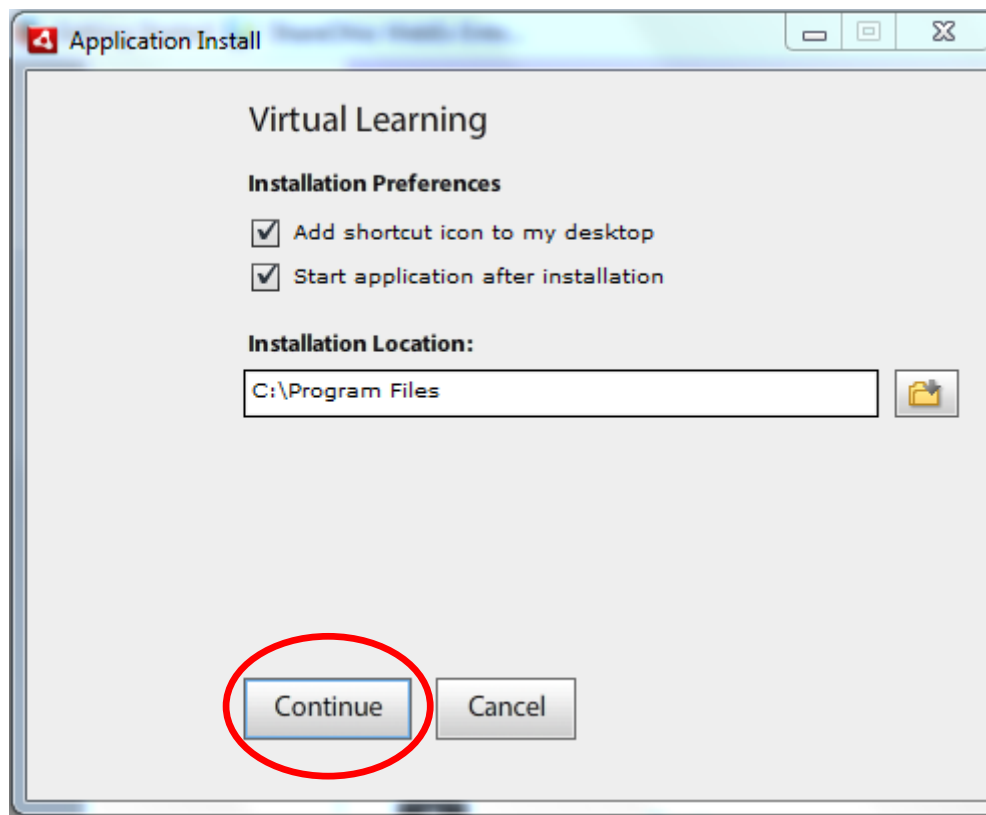 Application Install
Virtual Learning
Installation Preferences
Add shortcut icon to my desktop
Start application after installation
Installation Location:
C:\Program Files
Continue
Cancel